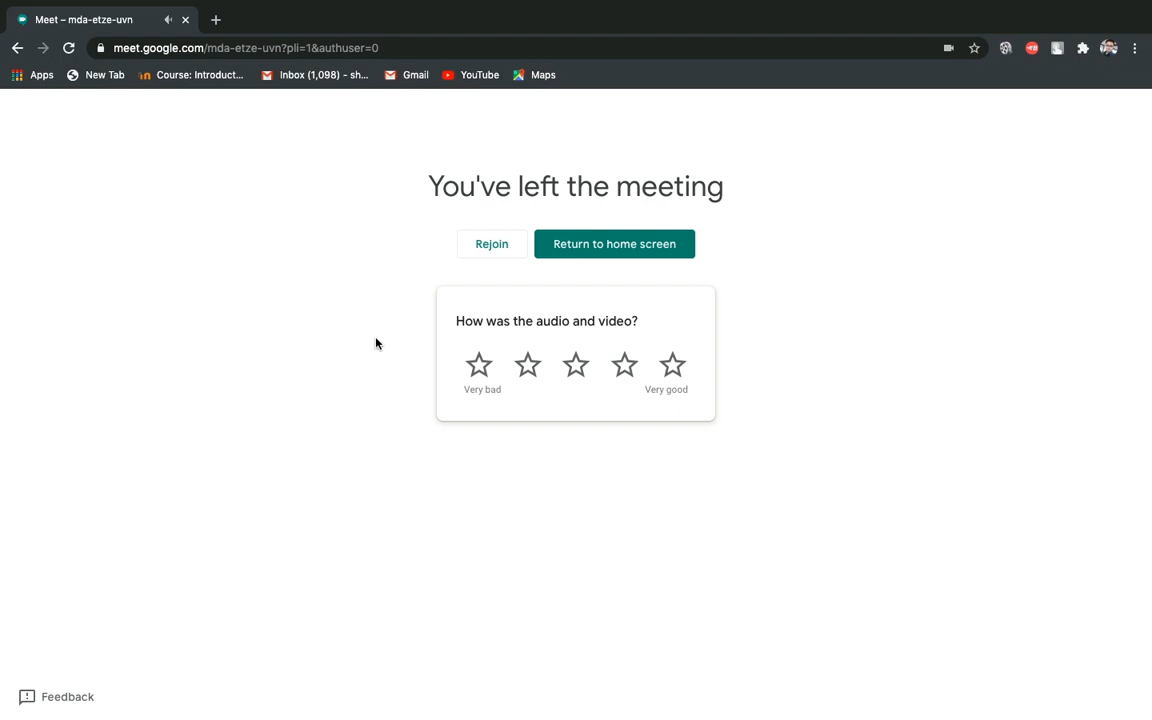 Meet – mda-etze-uvn
meet.google.com/mda-etze-uvn?pli=1&authuser=0
Apps New Tab Course: Introduct... Inbox (1,098) - sh... Gmail YouTube Maps
You've left the meeting
Rejoin Return to home screen
How was the audio and video?
Very bad Very good
Feedback